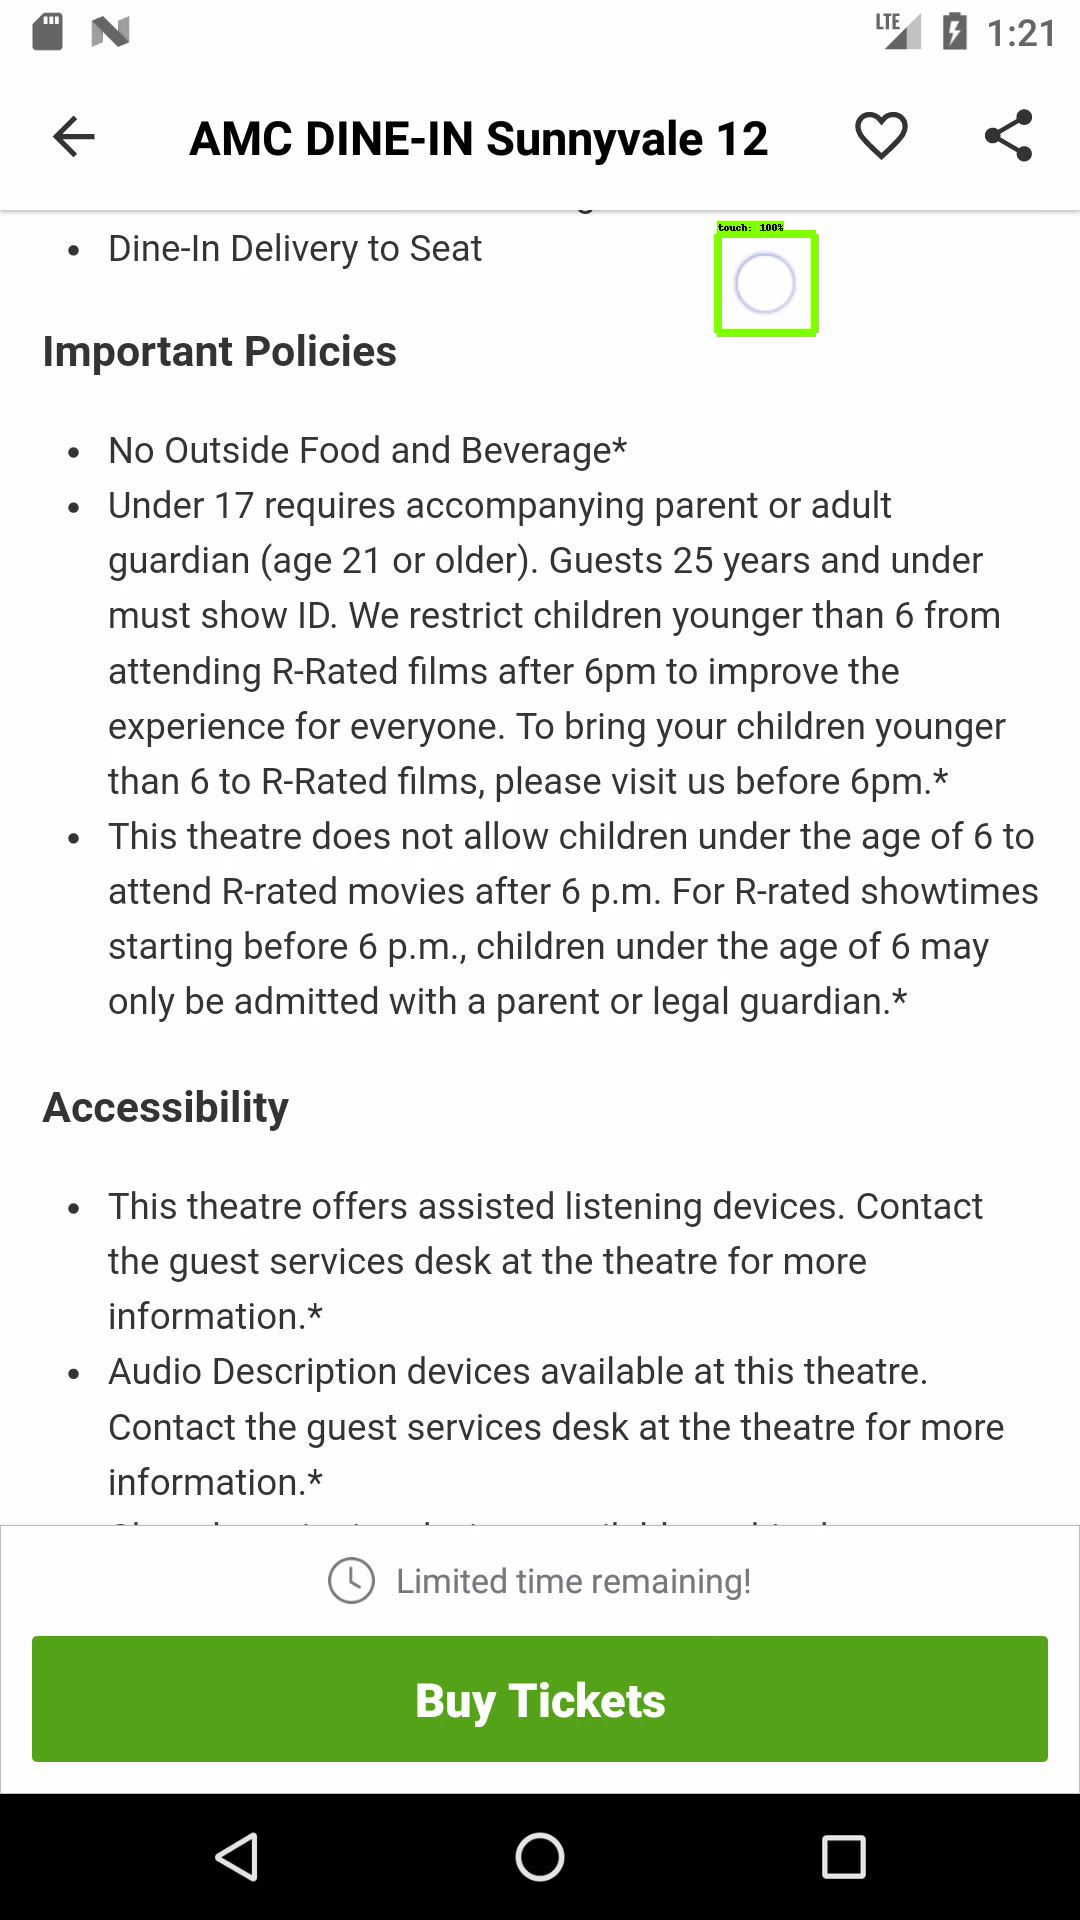 LTE 1:21
AMC DINE-IN Sunnyvale 12
touch: 100%
• Dine-In Delivery to Seat
Important Policies
• No Outside Food and Beverage*
• Under 17 requires accompanying parent or adult
guardian (age 21 or older). Guests 25 years and under
must show ID. We restrict children younger than 6 from
attending R-Rated films after 6pm to improve the
experience for everyone. To bring your children younger
than 6 to R-Rated films, please visit us before 6pm.*
• This theatre does not allow children under the age of 6 to
attend R-rated movies after 6 p.m. For R-rated showtimes
starting before 6 p.m., children under the age of 6 may
only be admitted with a parent or legal guardian.*
Accessibility
• This theatre offers assisted listening devices. Contact
the guest services desk at the theatre for more
information.*
• Audio Description devices available at this theatre.
Contact the guest services desk at the theatre for more
information.*
Limited time remaining!
Buy Tickets